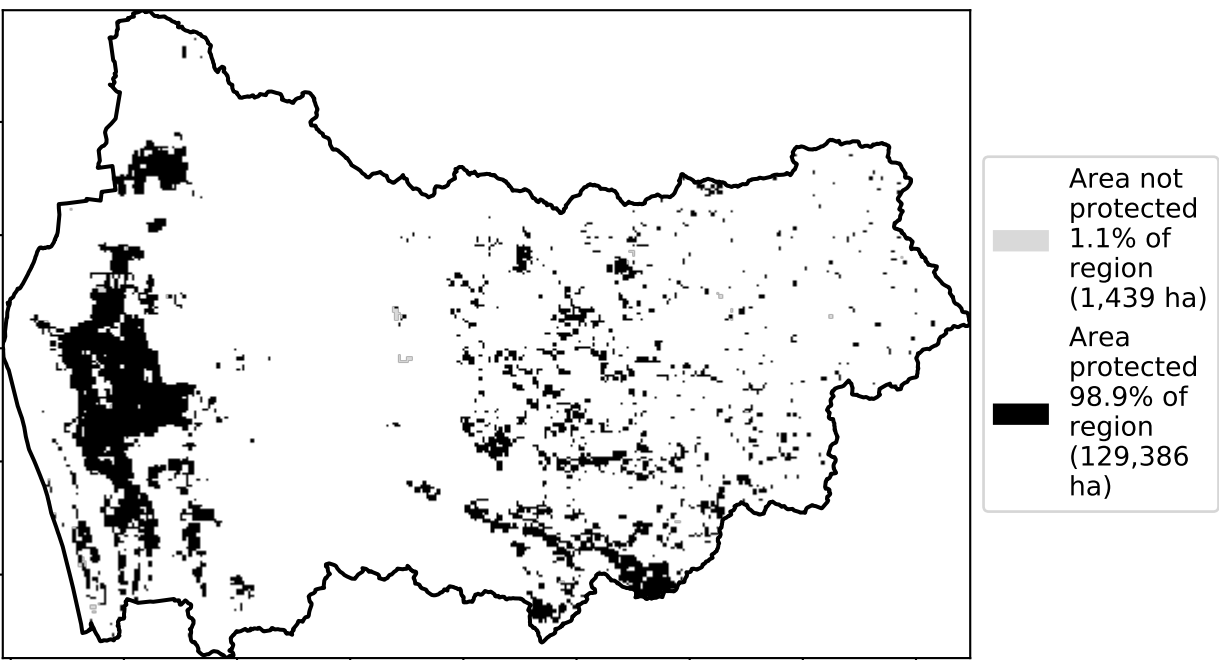 Area not
protected
1.1% of
region
(1,439 ha)
Area
protected
98.9% of
region
(129,386
ha)